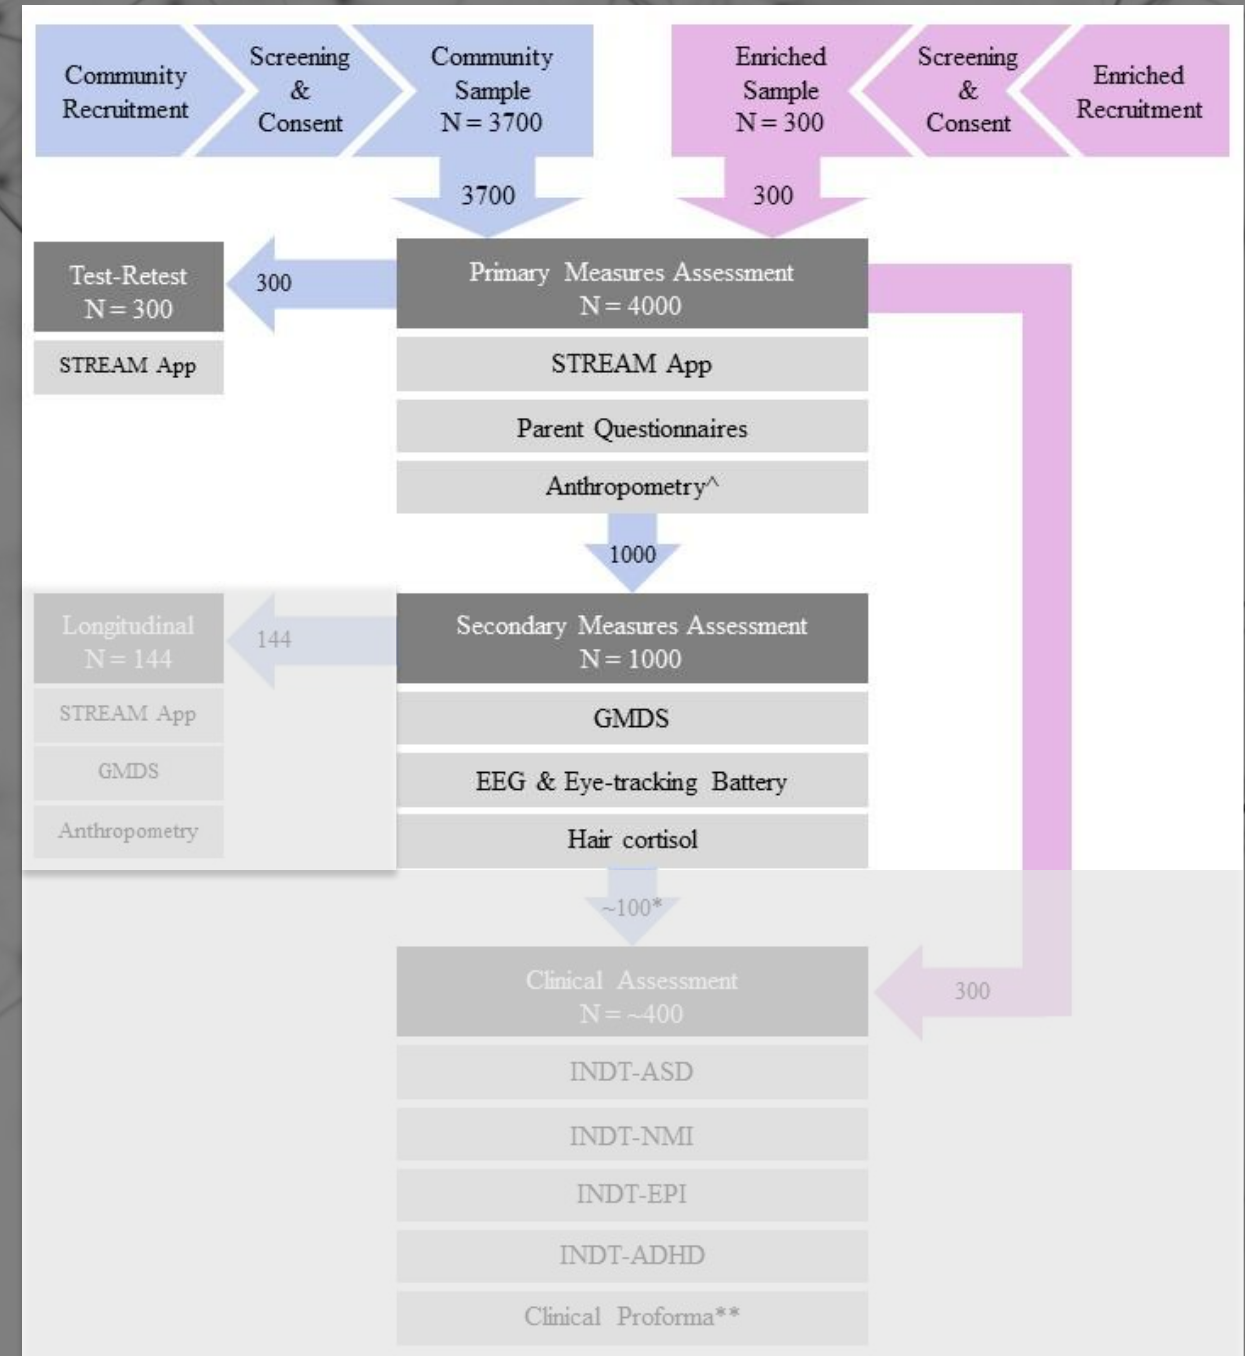 Community
Recruitment
Screening
&
Consent
Community
Sample
N = 3700
Enriched
Sample
N = 300
Screening
&
Consent
Enriched
Recruitment
3700
300
Test-Retest
N = 300
300
Primary Measures Assessment
N = 4000
STREAM App
STREAM App
Parent Questionnaires
Anthropometry^
1000
Longitudinal
N = 144
144
Secondary Measures Assessment
N = 1000
STREAM App
GMDS
GMDS
EEG & Eye-tracking Battery
Anthropometry
Hair cortisol
~100*
Clinical Assessment
N = ~400
300
INDT-ASD
INDT-NMI
INDT-EPI
INDT-ADHD
Clinical Proforma**